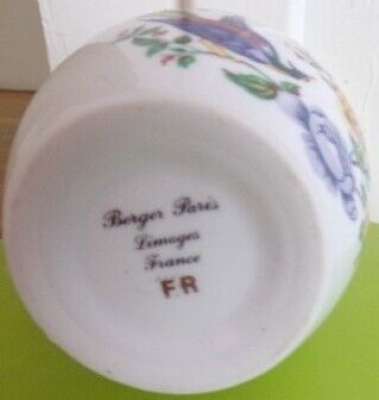 Berger Paris
Limoges
France
FR